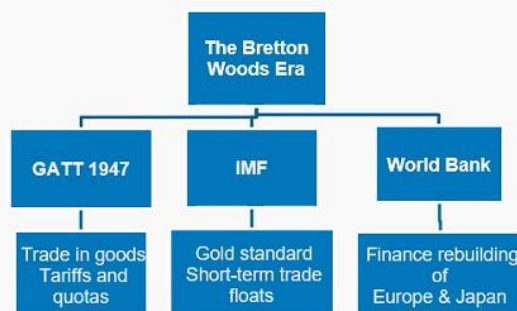 The Bretton
Woods Era
GATT 1947
IMF
World Bank
Trade in goods
Tariffs and
quotas
Gold standard
Short-term trade
floats
Finance rebuilding
of
Europe & Japan